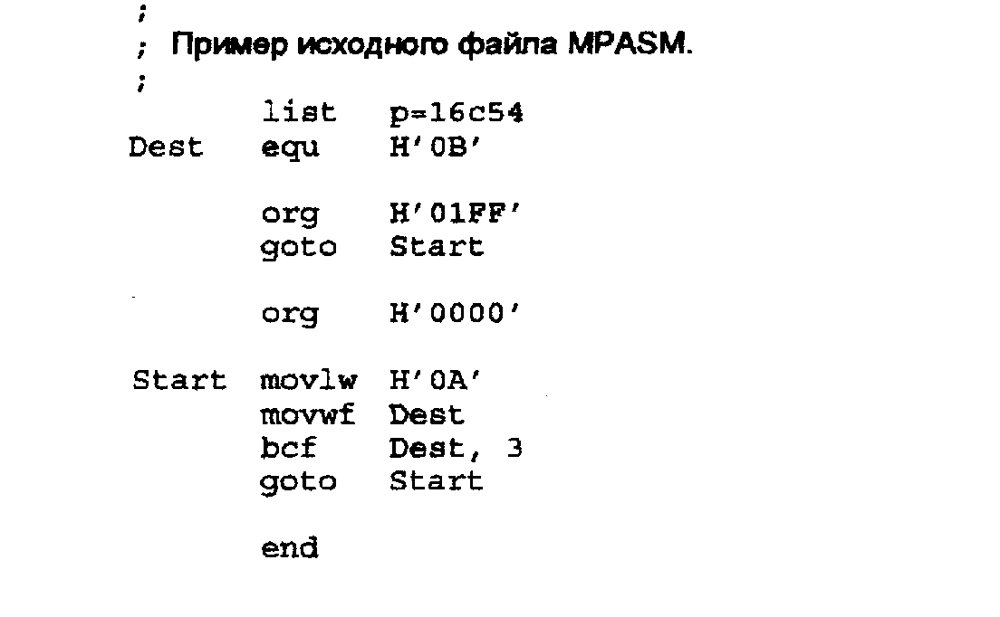 ;
; Пример исходного файла MPASM.
;
list p=16c54
Dest equ H'0B'
org H'01FF'
goto Start
org H'0000'
Start movlw H'0A'
movwf Dest
bcf Dest, 3
goto Start
end